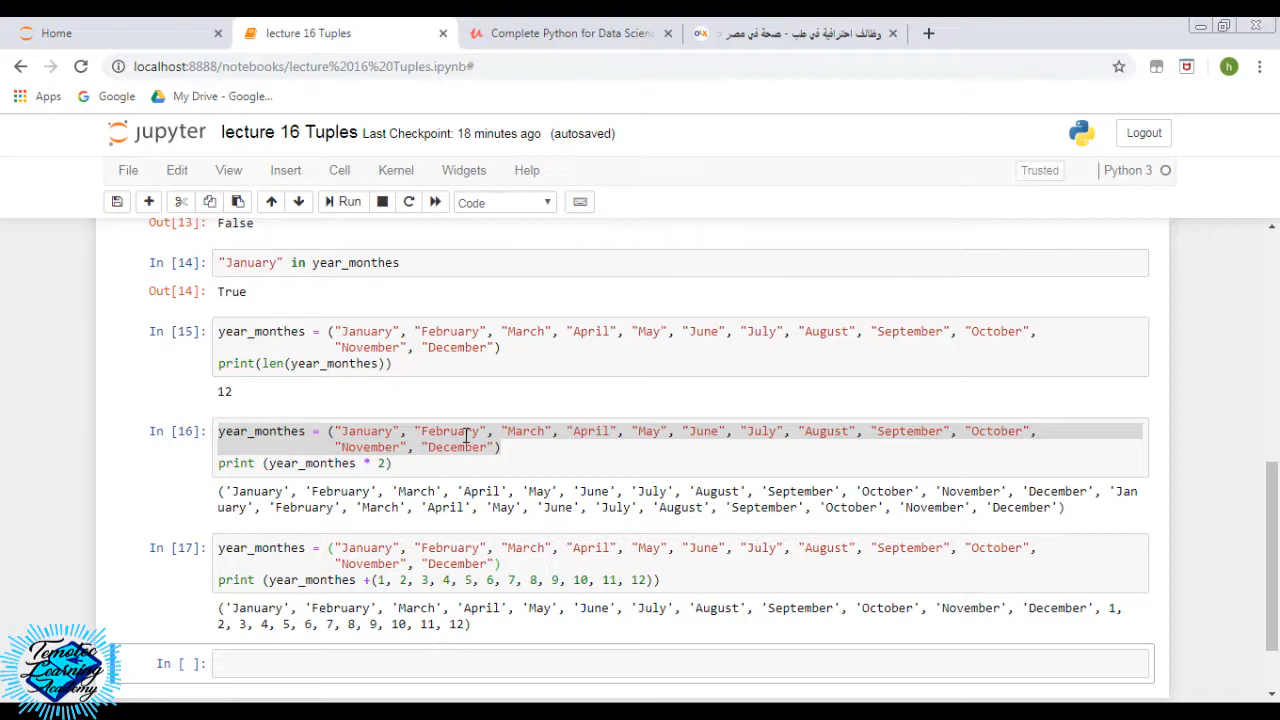 Home
lecture 16 Tuples
Complete Python for Data Scienc
وظائف احترافية في طب - صحة في مصر
OLX
localhost:8888/notebooks/lecture%2016%20Tuples.ipynb#
h
Apps
Google
My Drive - Google...
jupyter lecture 16 Tuples Last Checkpoint: 18 minutes ago (autosaved)
Logout
File Edit View Insert Cell Kernel Widgets Help
Trusted
Python 3
Run
Code
Out[13]: False
In [14]: "January" in year_monthes
Out[14]: True
In [15]: year_monthes = ("January", "February", "March", "April", "May", "June", "July", "August", "September", "October",
"November", "December")
print(len(year_monthes))
12
In [16]: year_monthes = ("January", "February", "March", "April", "May", "June", "July", "August", "September", "October",
"November", "December")
print (year_monthes * 2)
('January', 'February', 'March', 'April', 'May', 'June', 'July', 'August', 'September', 'October', 'November', 'December', 'Jan
uary', 'February', 'March', 'April', 'May', 'June', 'July', 'August', 'September', 'October', 'November', 'December')
In [17]: year_monthes = ("January", "February", "March", "April", "May", "June", "July", "August", "September", "October",
"November", "December")
print (year_monthes +(1, 2, 3, 4, 5, 6, 7, 8, 9, 10, 11, 12))
('January', 'February', 'March', 'April', 'May', 'June', 'July', 'August', 'September', 'October', 'November', 'December', 1,
2, 3, 4, 5, 6, 7, 8, 9, 10, 11, 12)
In [ ]:
Temotec
Learning
Academy